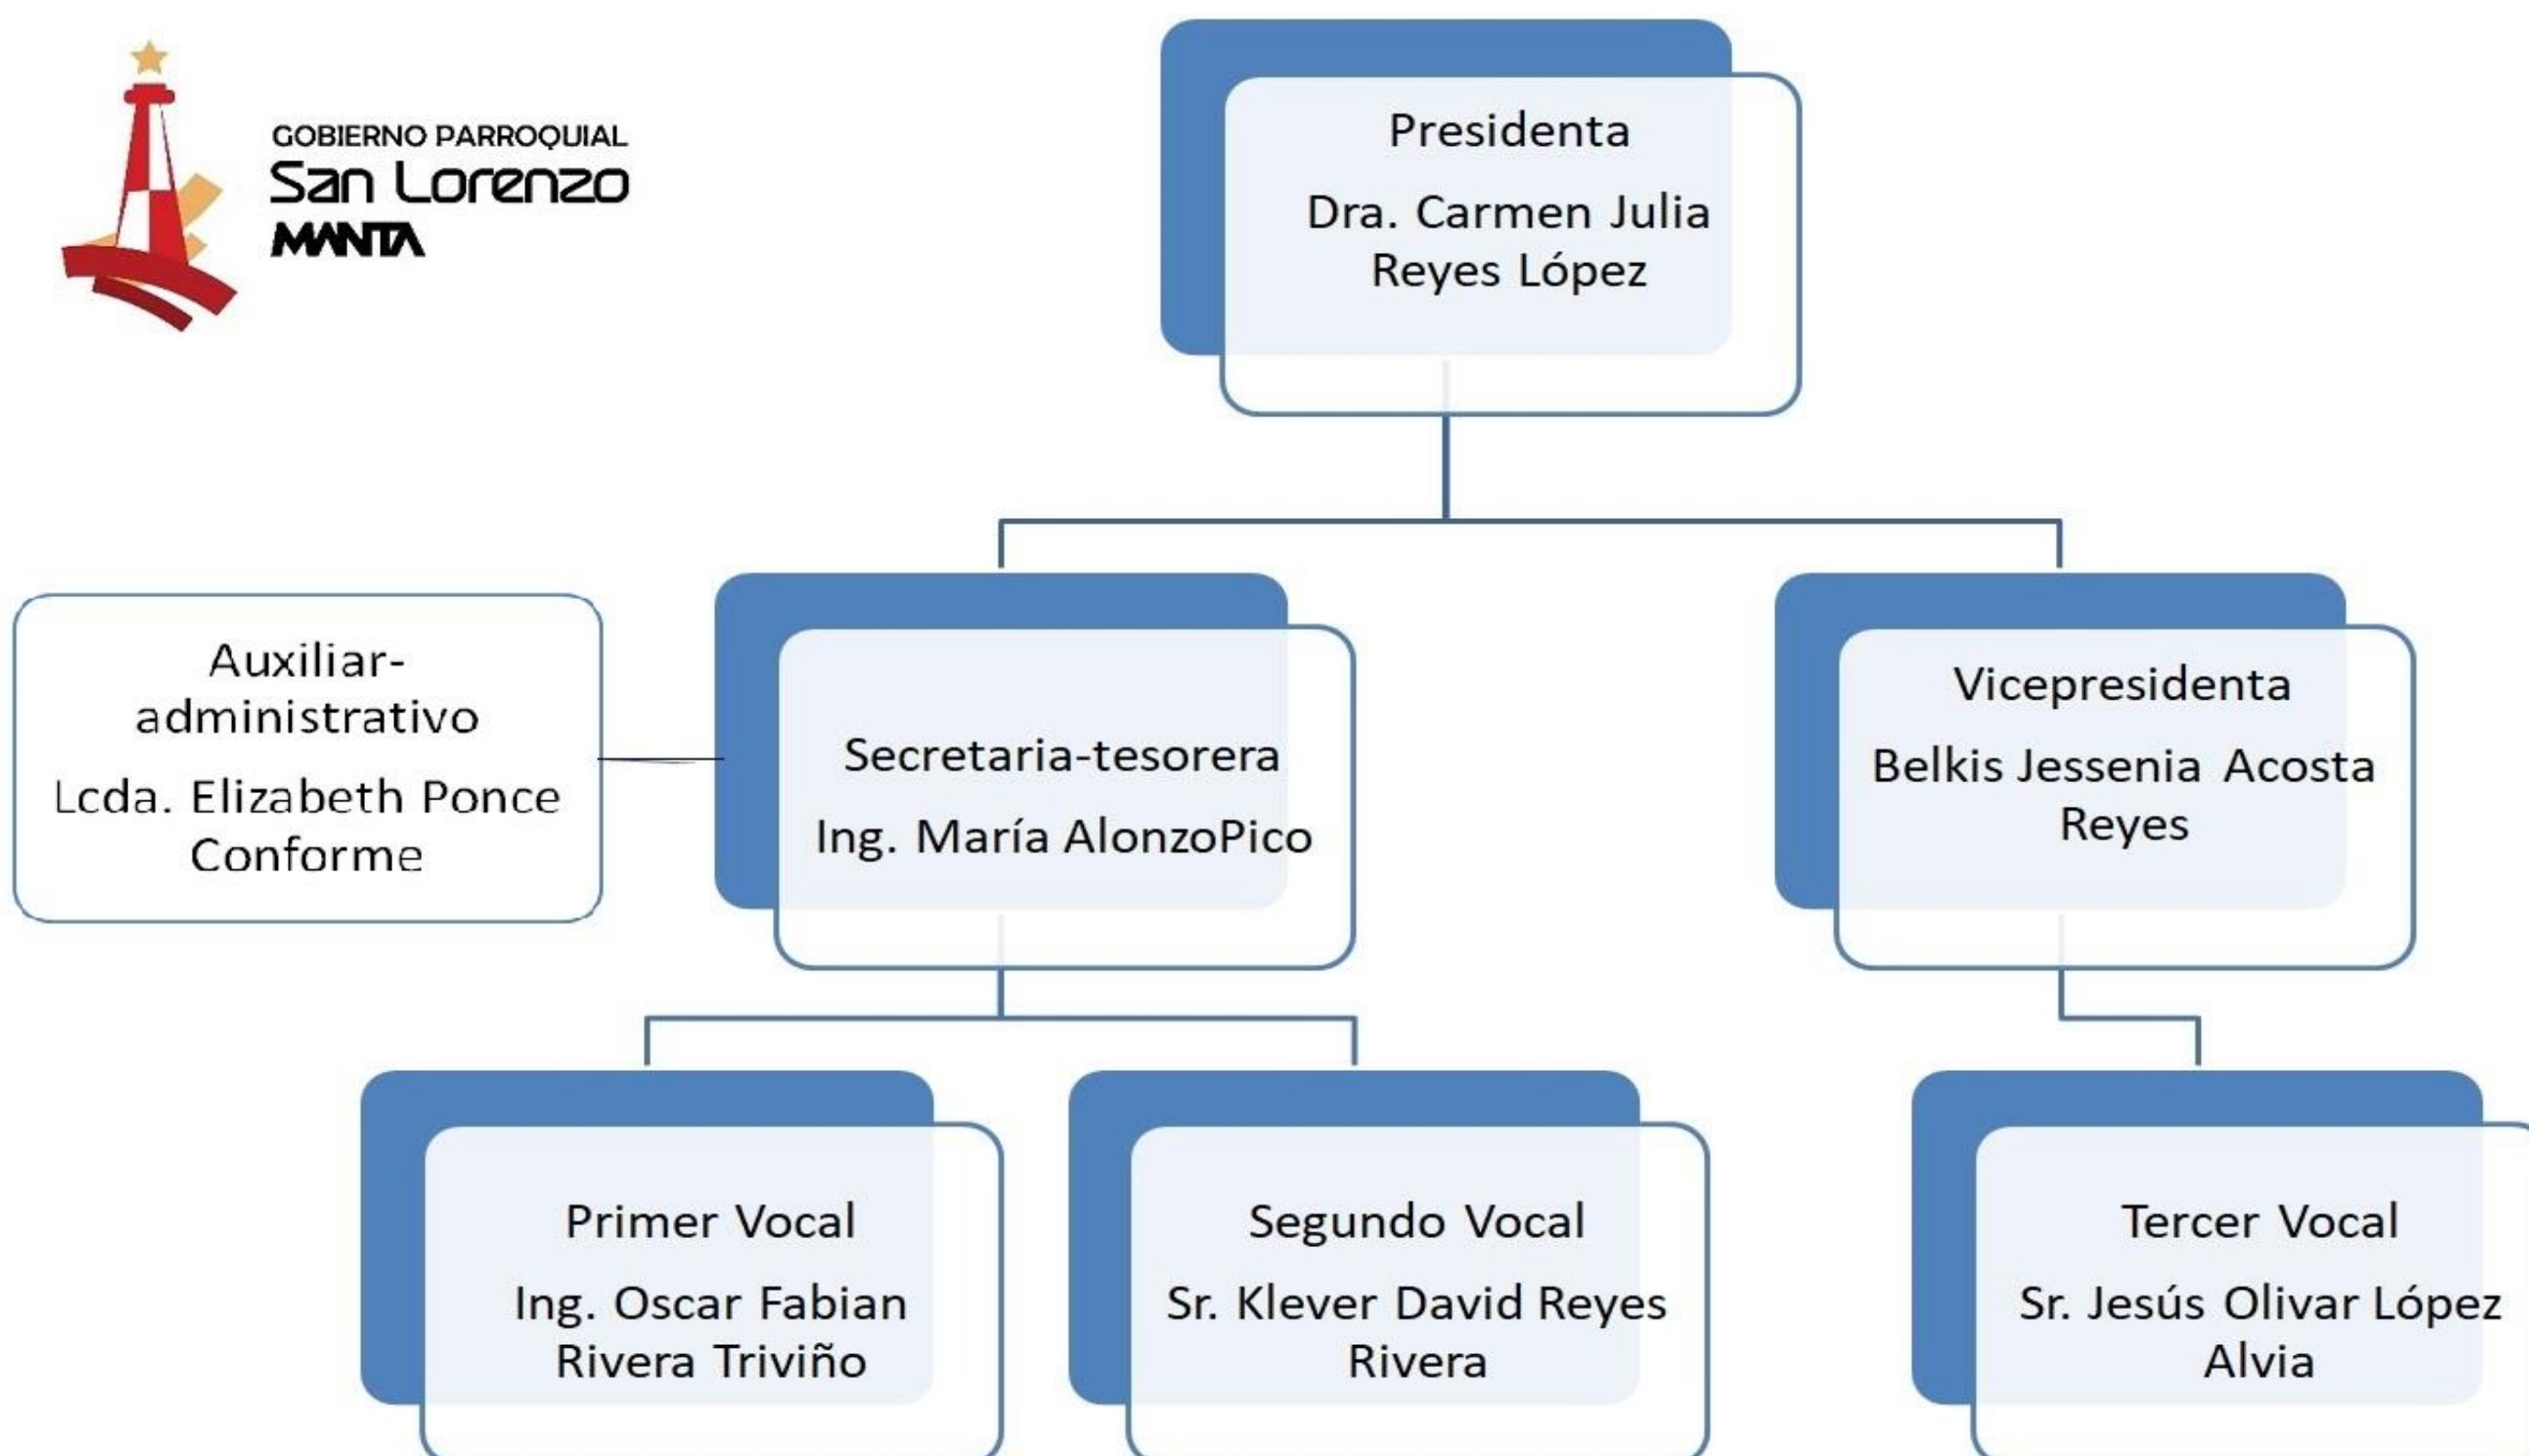 GOBIERNO PARROQUIAL
San Lorenzo
MANTA
Presidenta
Dra. Carmen Julia
Reyes López
Auxiliar-
administrativo
Lcda. Elizabeth Ponce
Conforme
Secretaria-tesorera
Ing. María AlonzoPico
Vicepresidenta
Belkis Jessenia Acosta
Reyes
Primer Vocal
Ing. Oscar Fabian
Rivera Triviño
Segundo Vocal
Sr. Klever David Reyes
Rivera
Tercer Vocal
Sr. Jesús Olivar López
Alvia